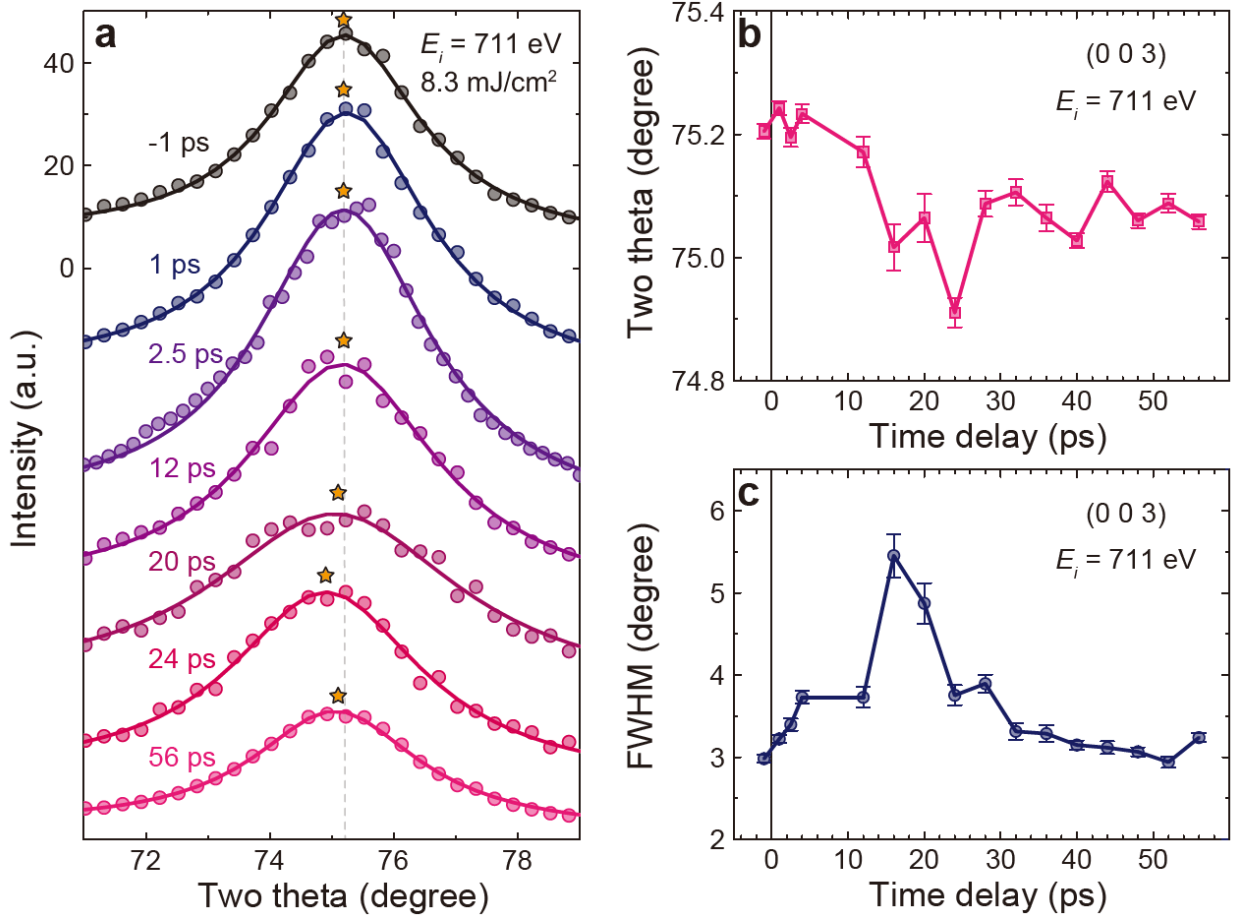 a
E_i = 711 eV
8.3 mJ/cm²
40
20
0
-1 ps
1 ps
2.5 ps
12 ps
20 ps
24 ps
56 ps
Intensity (a.u.)
72
74
76
78
Two theta (degree)
b
(0 0 3)
E_i = 711 eV
75.4
75.2
75.0
74.8
Two theta (degree)
0
10
20
30
40
50
Time delay (ps)
c
(0 0 3)
E_i = 711 eV
6
5
4
3
2
FWHM (degree)
0
10
20
30
40
50
Time delay (ps)